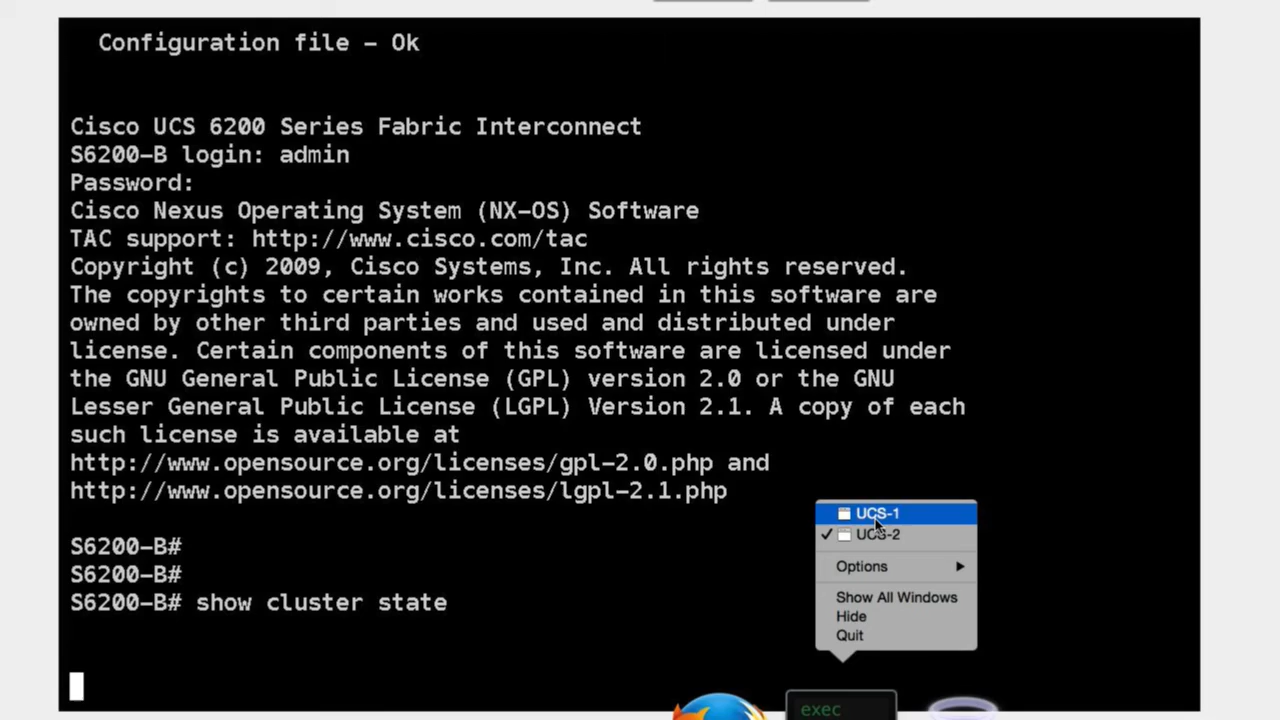 Configuration file - Ok
Cisco UCS 6200 Series Fabric Interconnect
S6200-B login: admin
Password:
Cisco Nexus Operating System (NX-OS) Software
TAC support: http://www.cisco.com/tac
Copyright (c) 2009, Cisco Systems, Inc. All rights reserved.
The copyrights to certain works contained in this software are
owned by other third parties and used and distributed under
license. Certain components of this software are licensed under
the GNU General Public License (GPL) version 2.0 or the GNU
Lesser General Public License (LGPL) Version 2.1. A copy of each
such license is available at
http://www.opensource.org/licenses/gpl-2.0.php and
http://www.opensource.org/licenses/lgpl-2.1.php
S6200-B#
S6200-B#
S6200-B# show cluster state
UCS-1
UCS-2
Options
Show All Windows
Hide
Quit
exec